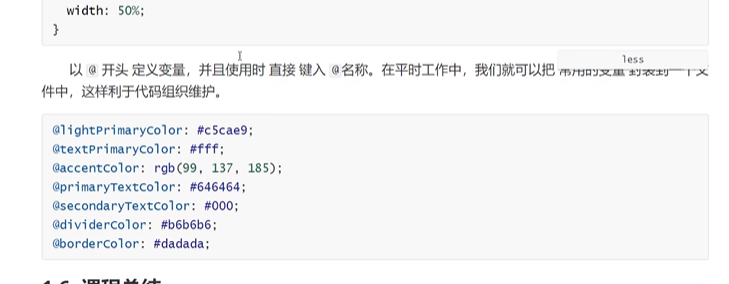 width: 50%;
}
less
以 @ 开头 定义变量，并且使用时 直接 键入 @名称。在平时工作中，我们就可以把 常用的变量 封装到一个文
件中，这样利于代码组织维护。
@lightPrimaryColor: #c5cae9;
@textPrimaryColor: #fff;
@accentColor: rgb(99, 137, 185);
@primaryTextColor: #646464;
@secondaryTextColor: #000;
@dividerColor: #b6b6b6;
@borderColor: #dadada;